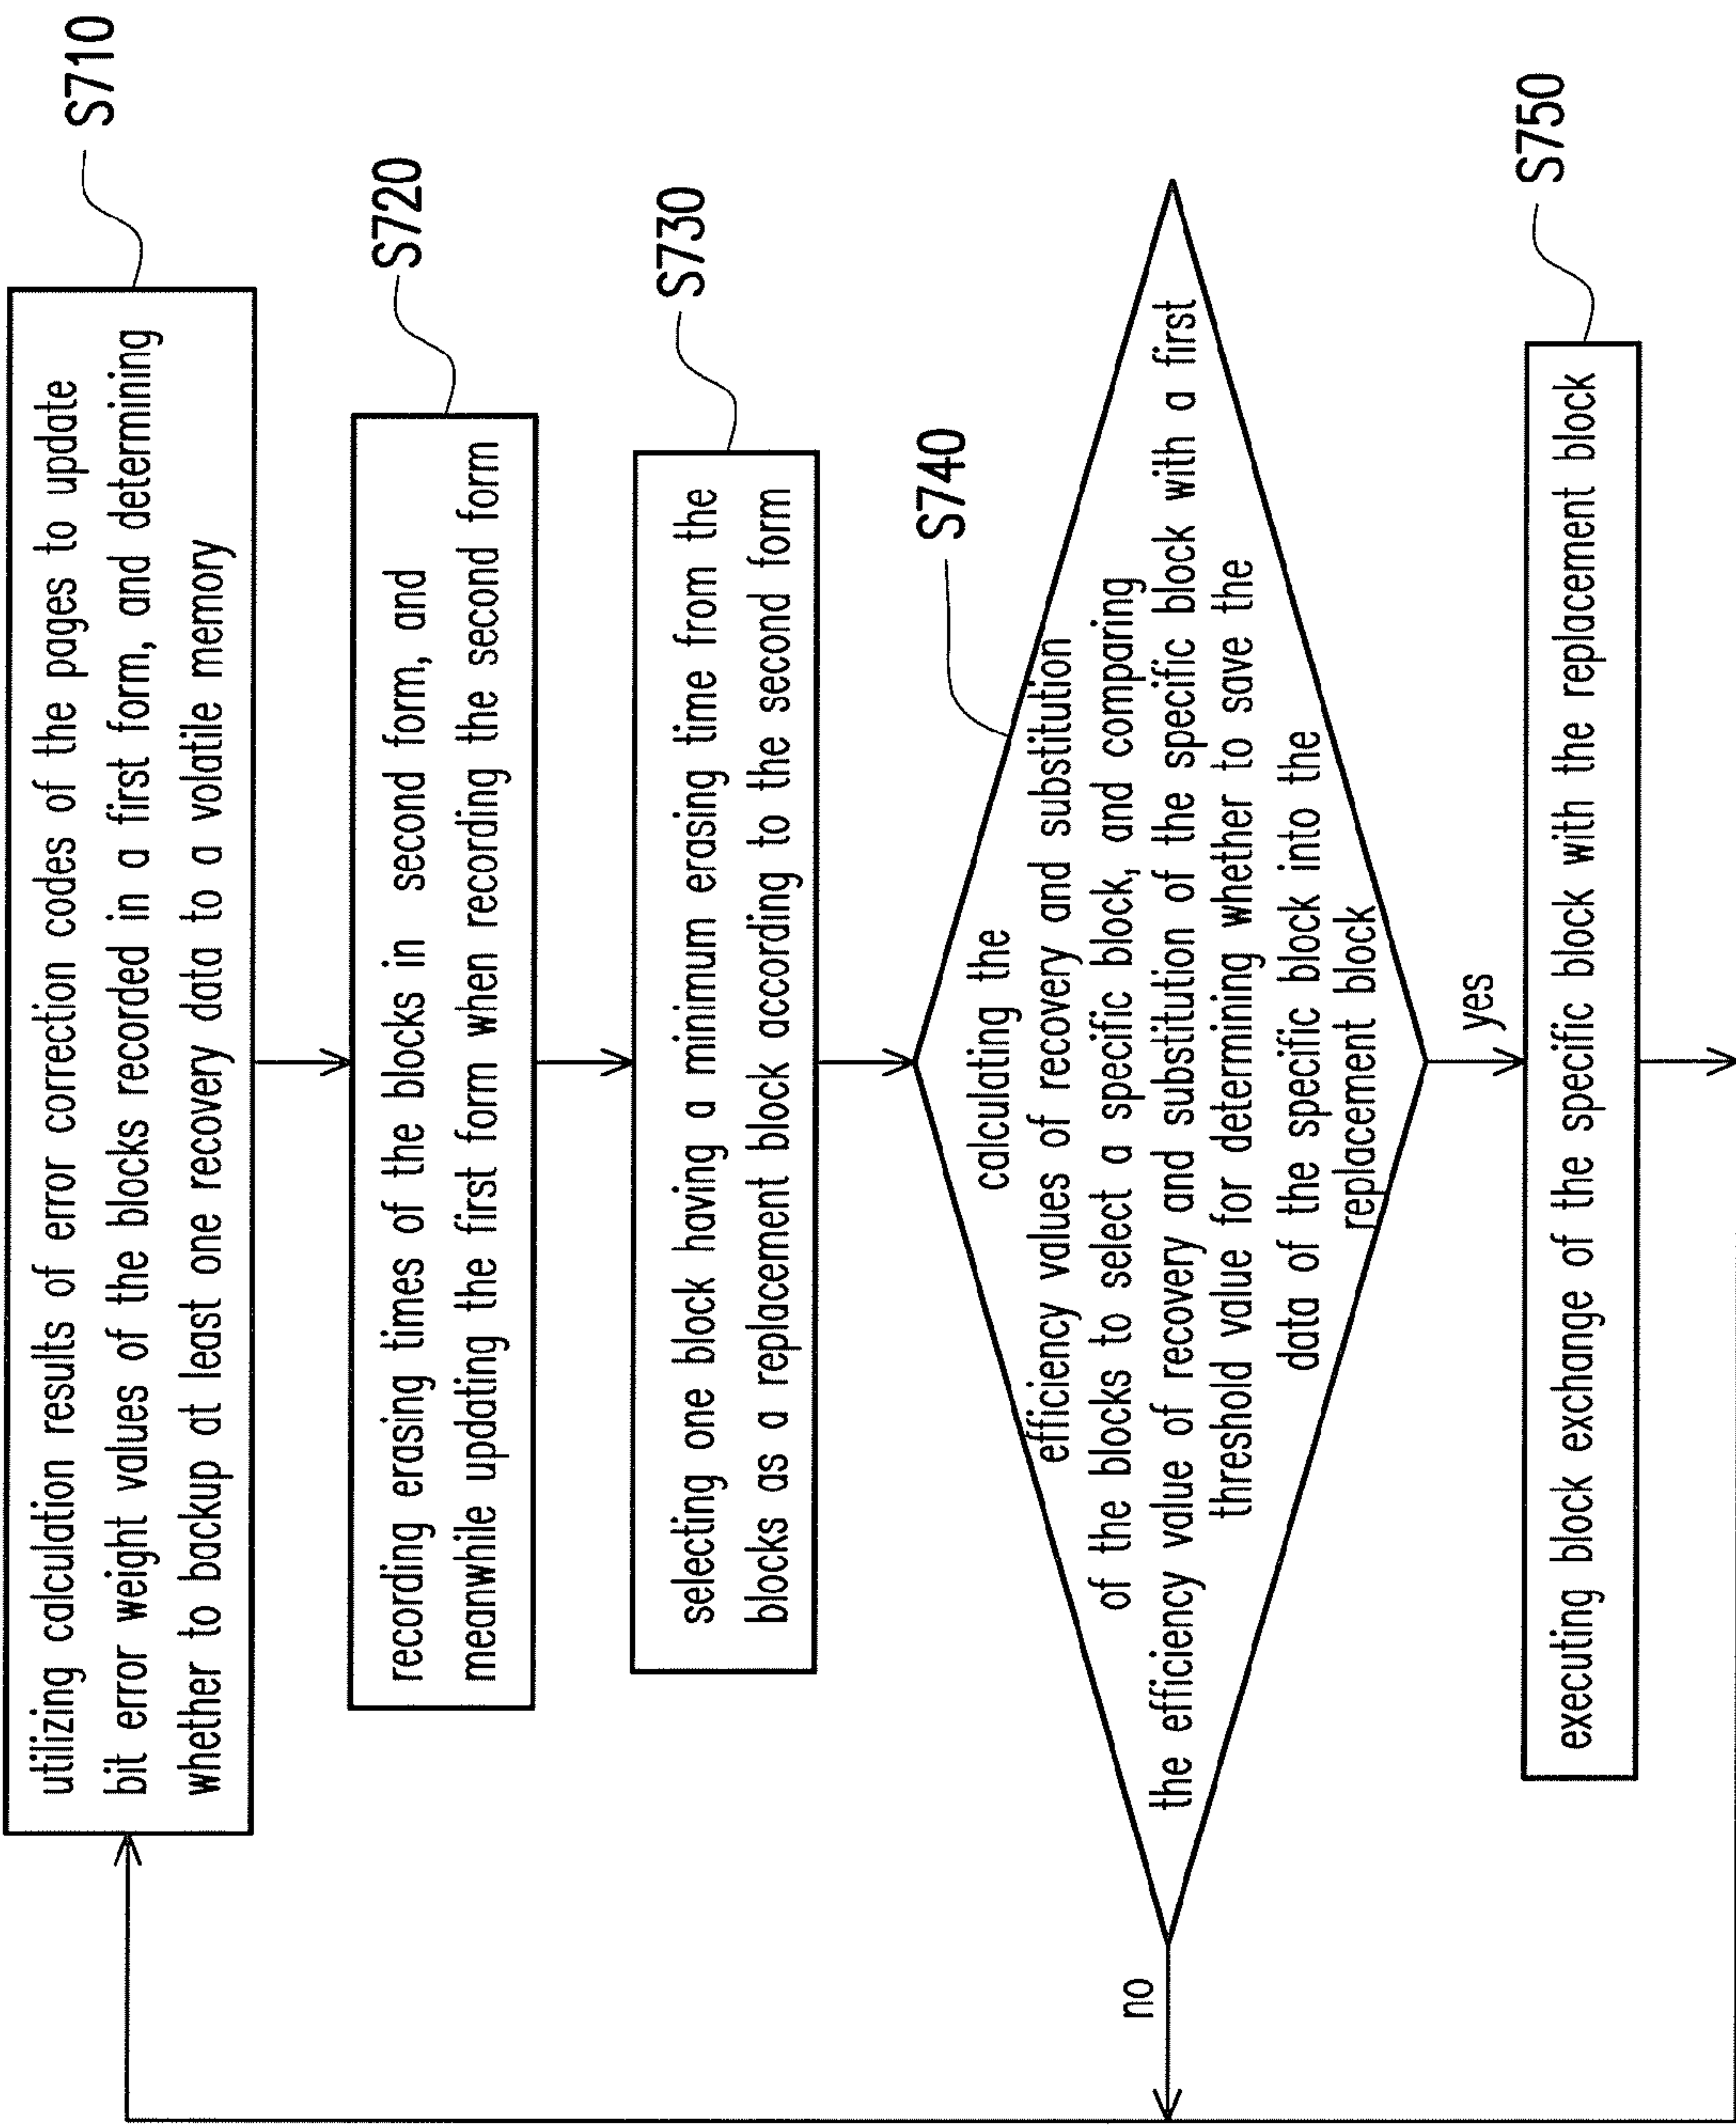 S710
utilizing calculation results of error correction codes of the pages to update
bit error weight values of the blocks recorded in a first form, and determining
whether to backup at least one recovery data to a volatile memory
S720
recording erasing times of the blocks in second form, and
meanwhile updating the first form when recording the second form
S730
selecting one block having a minimum erasing time from the
blocks as a replacement block according to the second form
S740
calculating the
efficiency values of recovery and substitution
of the blocks to select a specific block, and comparing
the efficiency value of recovery and substitution of the specific block with a first
threshold value for determining whether to save the
data of the specific block into the
replacement block
no
yes
S750
executing block exchange of the specific block with the replacement block